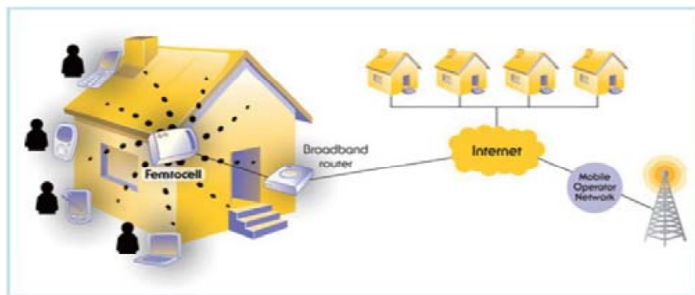 Femtocell
Broadband
router
Internet
Mobile
Operator
Network